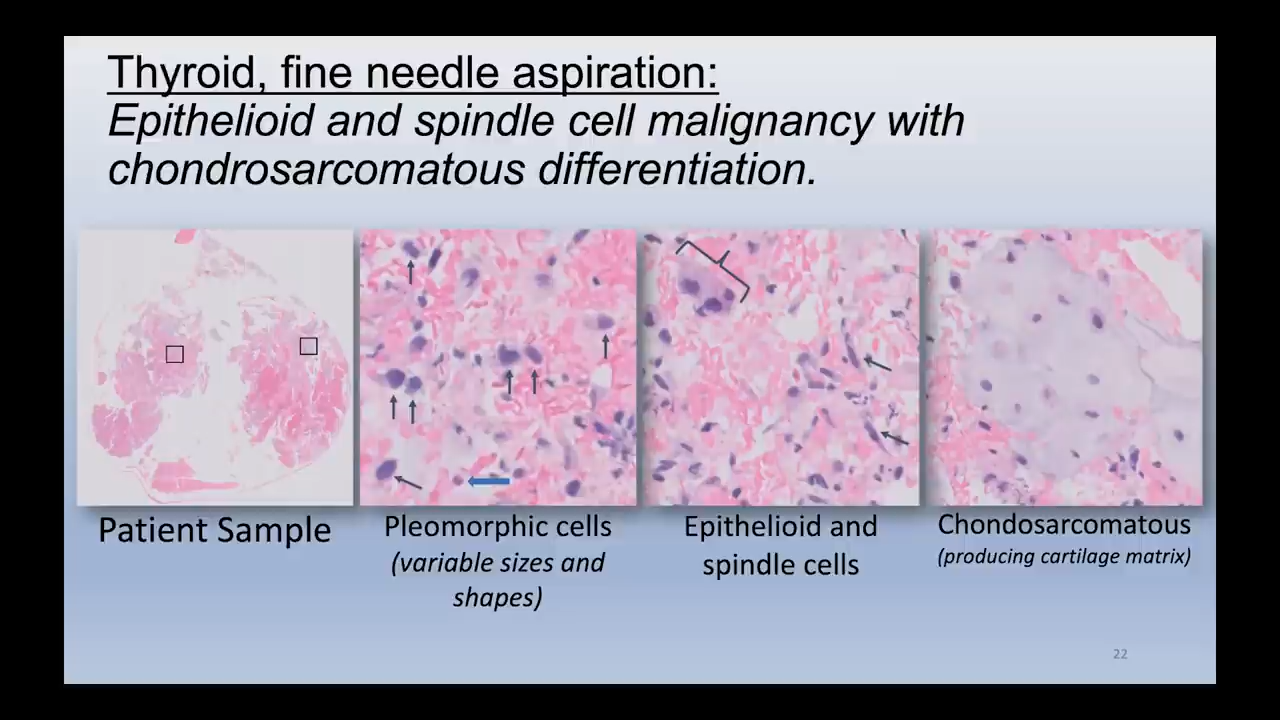 Thyroid, fine needle aspiration:
Epithelioid and spindle cell malignancy with
chondrosarcomatous differentiation.
Patient Sample
Pleomorphic cells
(variable sizes and
shapes)
Epithelioid and
spindle cells
Chondosarcomatous
(producing cartilage matrix)
22